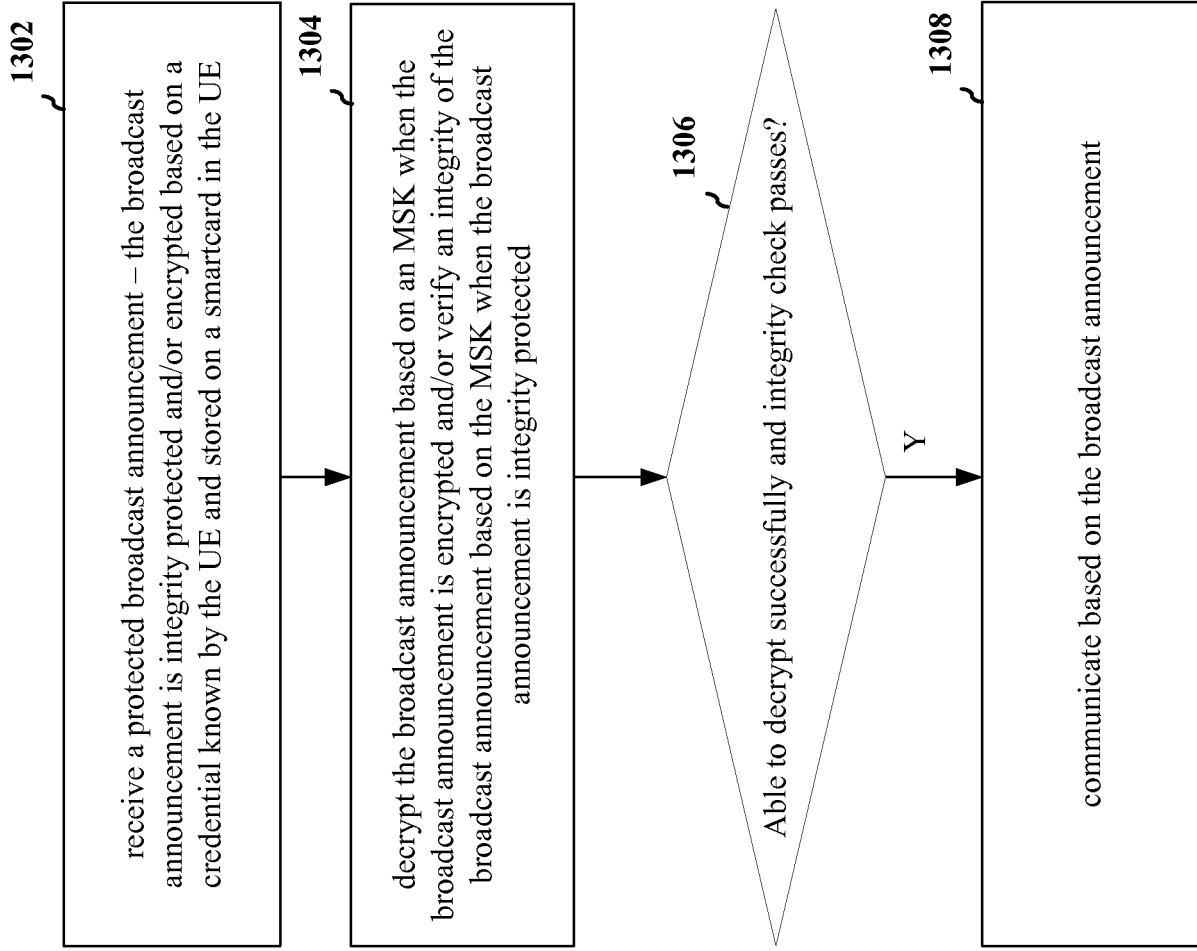 1302
receive a protected broadcast announcement – the broadcast
announcement is integrity protected and/or encrypted based on a
credential known by the UE and stored on a smartcard in the UE
1304
decrypt the broadcast announcement based on an MSK when the
broadcast announcement is encrypted and/or verify an integrity of the
broadcast announcement based on the MSK when the broadcast
announcement is integrity protected
1306
Able to decrypt successfully and integrity check passes?
Y
1308
communicate based on the broadcast announcement